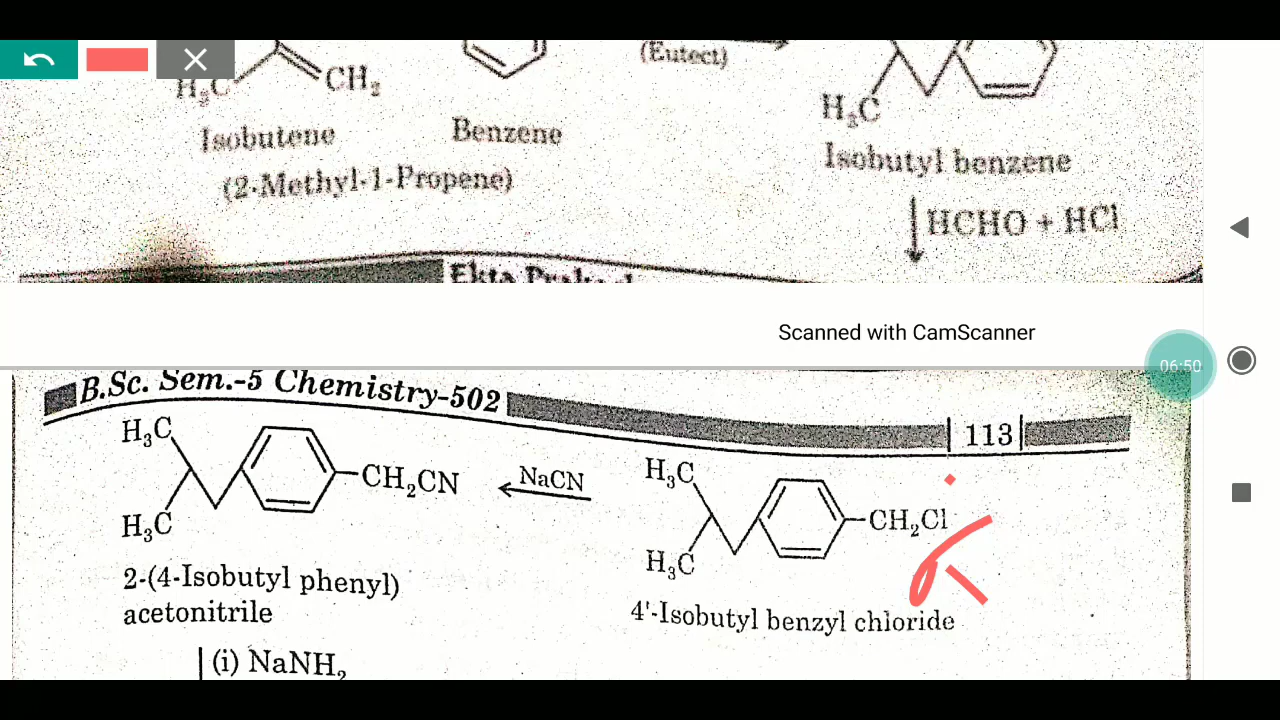 (Eutect)
H₃C
CH₂
H₃C
Isobutene
Benzene
Isobutyl benzene
(2-Methyl-1-Propene)
HCHO + HCl
Ekta
Scanned with CamScanner
06:50
B.Sc. Sem.-5 Chemistry-502
113
H₃C
CH₂CN
NaCN
H₃C
CH₂Cl
H₃C
H₃C
2-(4-Isobutyl phenyl)
acetonitrile
4'-Isobutyl benzyl chloride
(i) NaNH₂